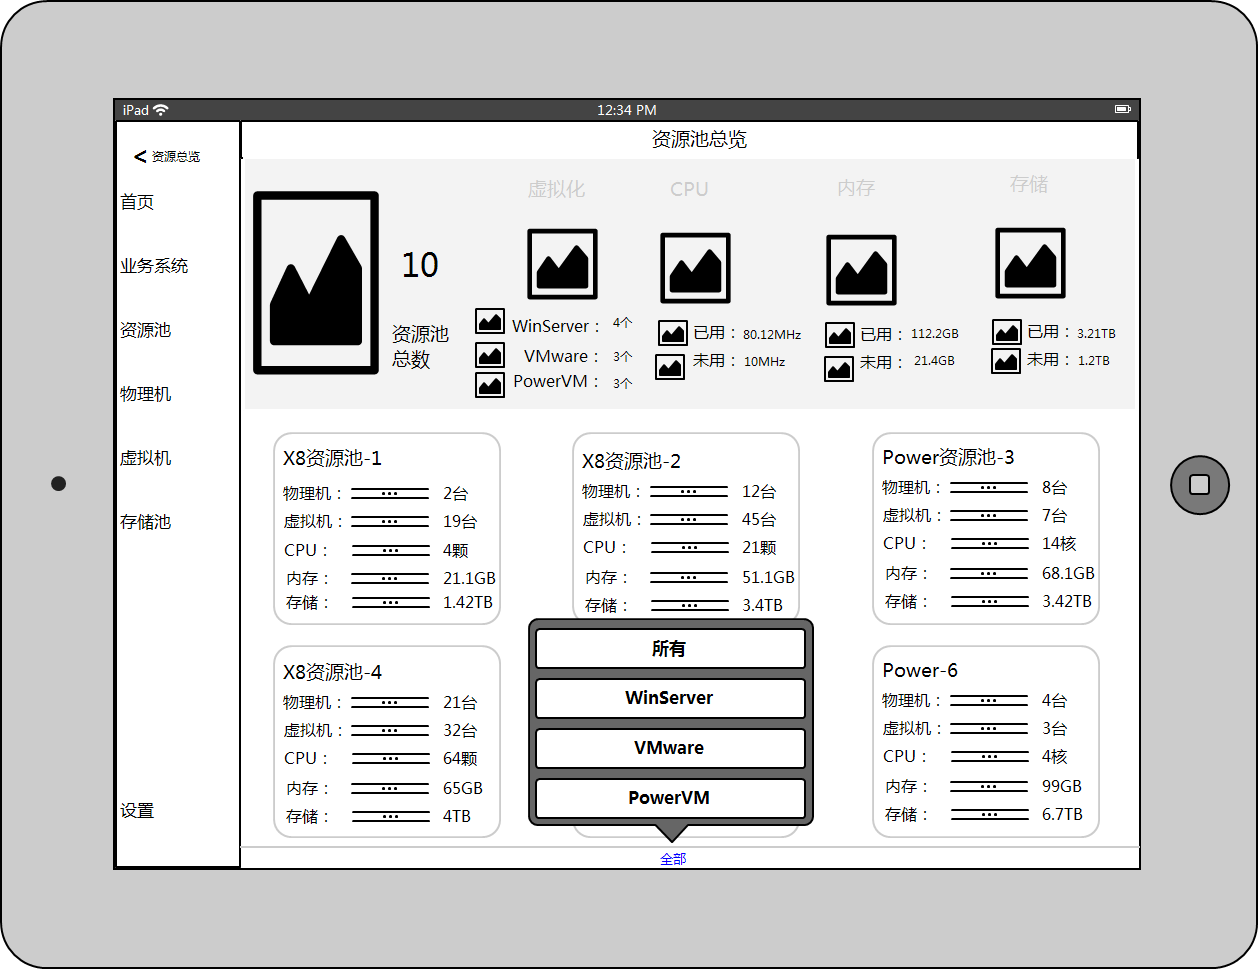 iPad 12:34 PM
< 资源总览
首页
业务系统
资源池
物理机
虚拟机
存储池
设置
资源池总览
10
资源池
总数
虚拟化
WinServer： 4个
VMware： 3个
PowerVM： 3个
CPU
已用：80.12MHz
未用：10MHz
内存
已用：112.2GB
未用：21.4GB
存储
已用：3.21TB
未用：1.2TB
X8资源池-1
物理机： 2台
虚拟机： 19台
CPU： 4颗
内存： 21.1GB
存储： 1.42TB
X8资源池-2
物理机： 12台
虚拟机： 45台
CPU： 21颗
内存： 51.1GB
存储： 3.4TB
Power资源池-3
物理机： 8台
虚拟机： 7台
CPU： 14核
内存： 68.1GB
存储： 3.42TB
X8资源池-4
物理机： 21台
虚拟机： 32台
CPU： 64颗
内存： 65GB
存储： 4TB
所有
WinServer
VMware
PowerVM
Power-6
物理机： 4台
虚拟机： 3台
CPU： 4核
内存： 99GB
存储： 6.7TB
全部